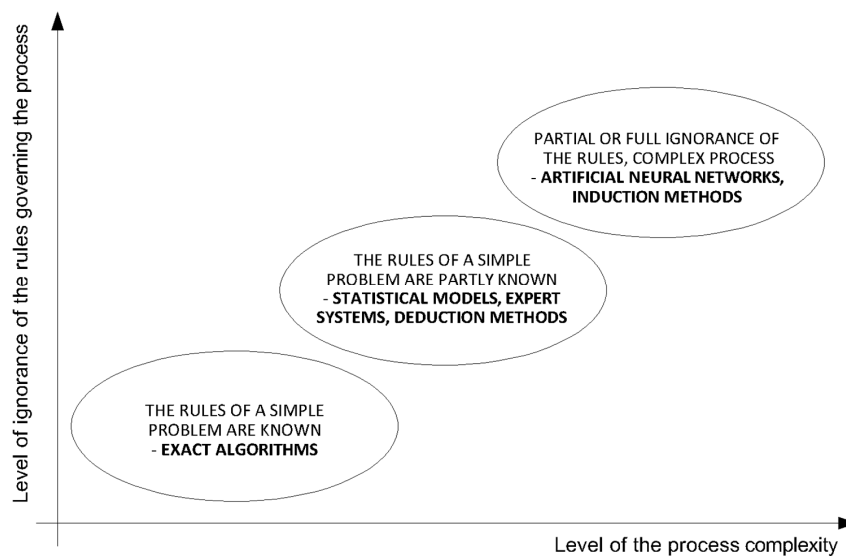 Level of ignorance of the rules governing the process
PARTIAL OR FULL IGNORANCE OF
THE RULES, COMPLEX PROCESS
- ARTIFICIAL NEURAL NETWORKS,
INDUCTION METHODS
THE RULES OF A SIMPLE
PROBLEM ARE PARTLY KNOWN
- STATISTICAL MODELS, EXPERT
SYSTEMS, DEDUCTION METHODS
THE RULES OF A SIMPLE
PROBLEM ARE KNOWN
- EXACT ALGORITHMS
Level of the process complexity